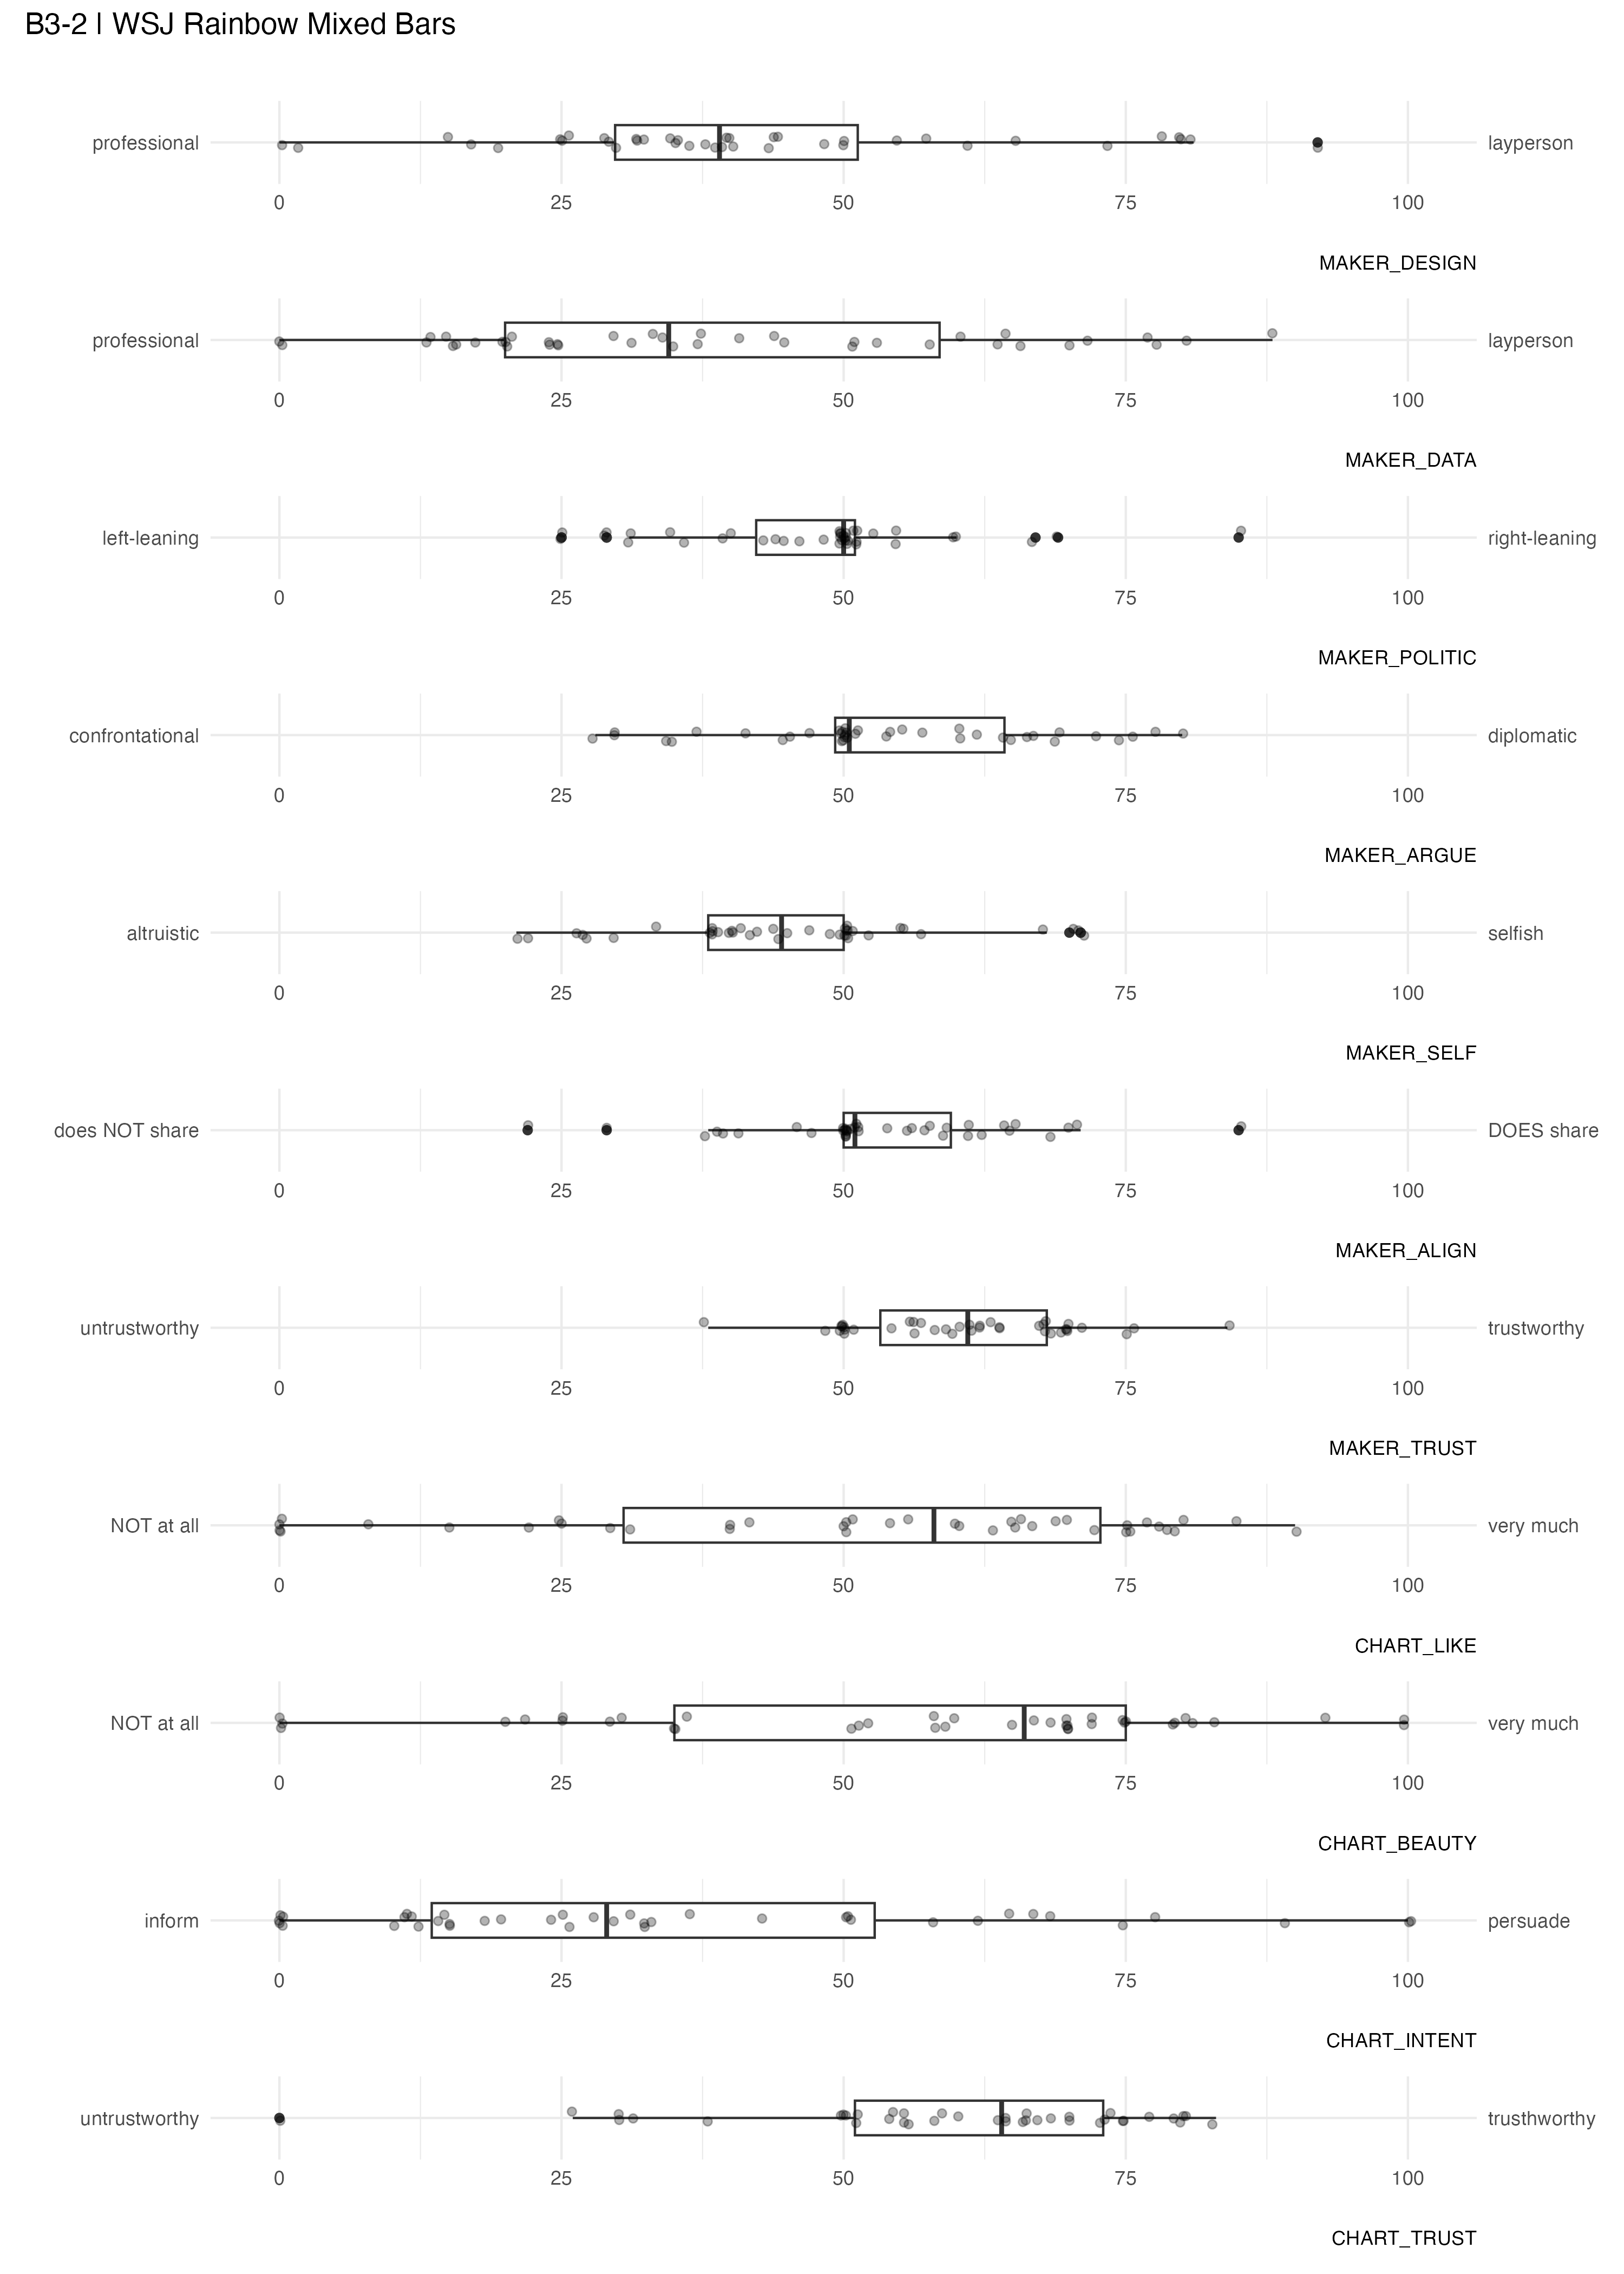 B3-2 | WSJ Rainbow Mixed Bars
professional layperson
0 25 50 75 100
MAKER_DESIGN
professional layperson
0 25 50 75 100
MAKER_DATA
left-leaning right-leaning
0 25 50 75 100
MAKER_POLITIC
confrontational diplomatic
0 25 50 75 100
MAKER_ARGUE
altruistic selfish
0 25 50 75 100
MAKER_SELF
does NOT share DOES share
0 25 50 75 100
MAKER_ALIGN
untrustworthy trustworthy
0 25 50 75 100
MAKER_TRUST
NOT at all very much
0 25 50 75 100
CHART_LIKE
NOT at all very much
0 25 50 75 100
CHART_BEAUTY
inform persuade
0 25 50 75 100
CHART_INTENT
untrustworthy trusthworthy
0 25 50 75 100
CHART_TRUST